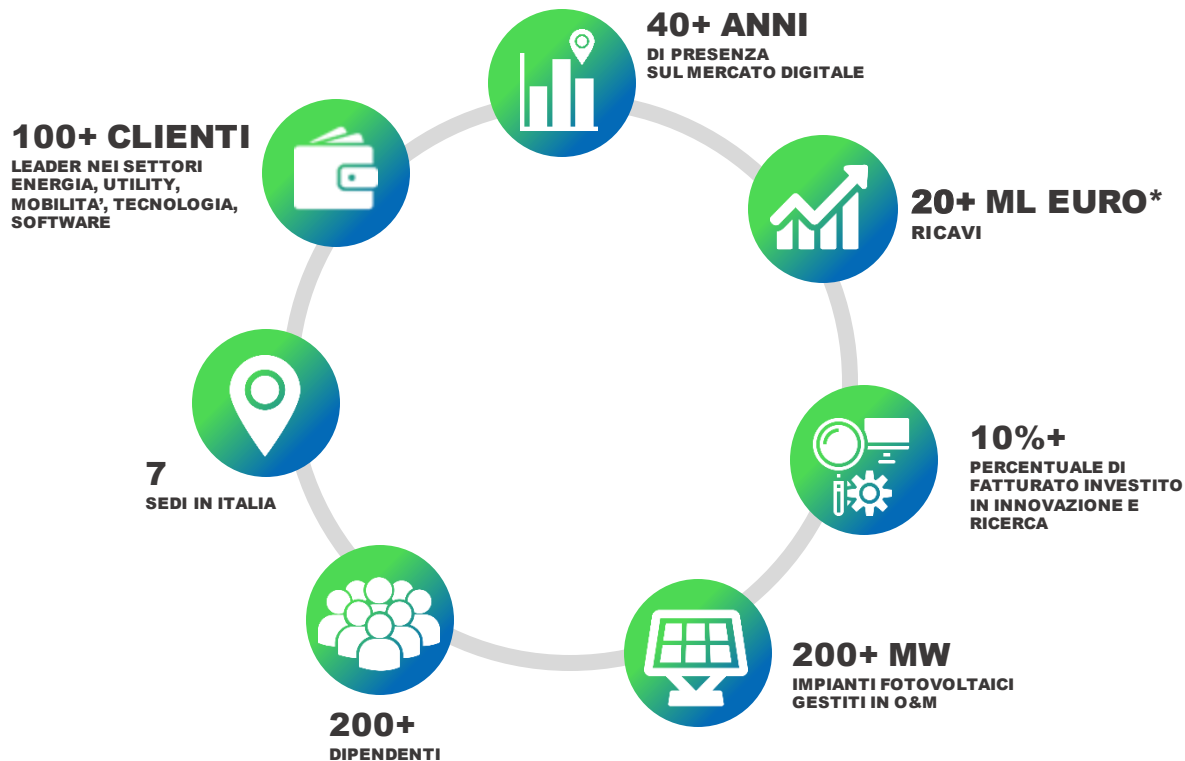 40+ ANNI
DI PRESENZA
SUL MERCATO DIGITALE
20+ ML EURO*
RICAVI
10%+
PERCENTUALE DI
FATTURATO INVESTITO
IN INNOVAZIONE E
RICERCA
200+ MW
IMPIANTI FOTOVOLTAICI
GESTITI IN O&M
200+
DIPENDENTI
7
SEDI IN ITALIA
100+ CLIENTI
LEADER NEI SETTORI
ENERGIA, UTILITY,
MOBILITA’, TECNOLOGIA,
SOFTWARE